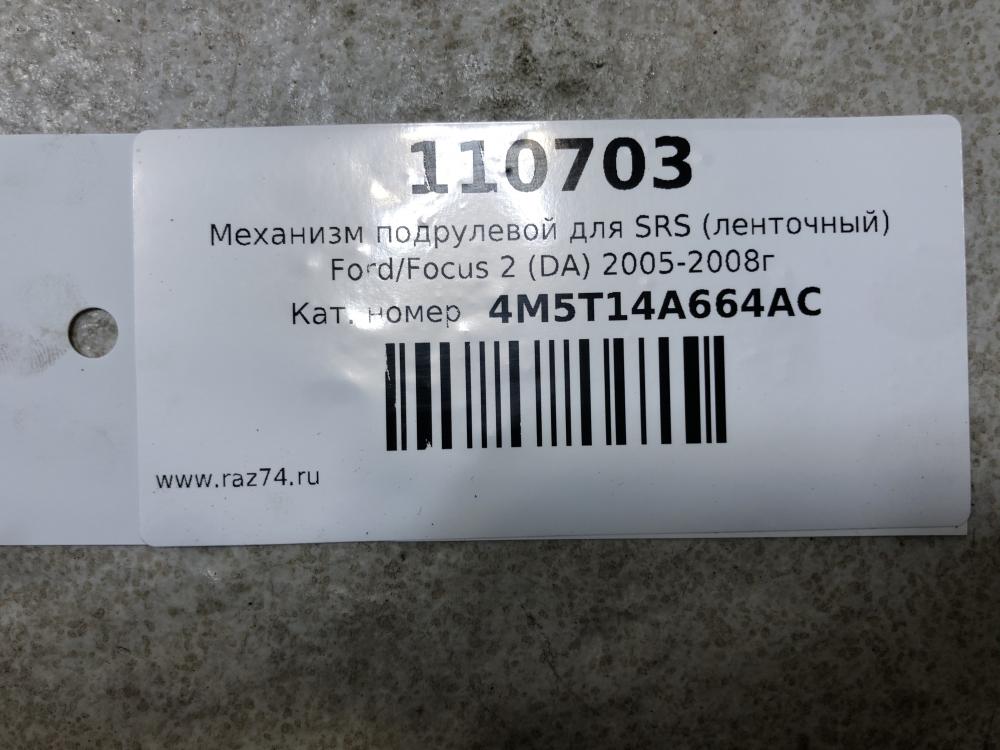 110703
Механизм подрулевой для SRS (ленточный)
Ford/Focus 2 (DA) 2005-2008г
Кат. номер 4M5T14A664AC
www.raz74.ru